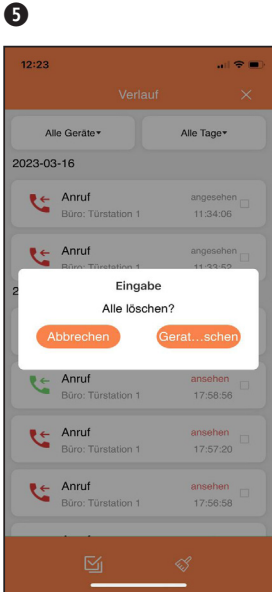 5
12:23
Verlauf
Alle Geräte
Alle Tage
2023-03-16
Anruf angesehen
Büro: Türstation 1 11:34:06
Anruf angesehen
Büro: Türstation 1 11:33:52
2
Eingabe
Alle löschen?
Abbrechen Gerat...schen
Anruf ansehen
Büro: Türstation 1 17:58:56
Anruf ansehen
Büro: Türstation 1 17:57:20
Anruf ansehen
Büro: Türstation 1 17:56:58